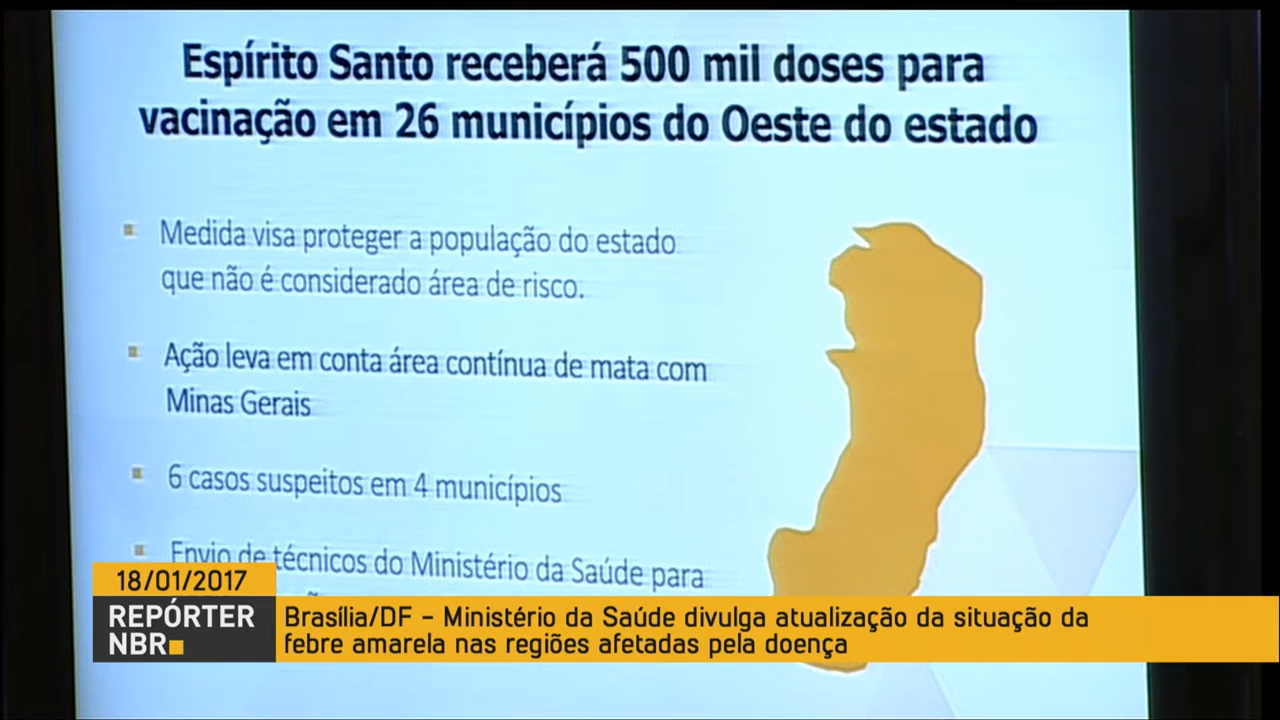 Espírito Santo receberá 500 mil doses para
vacinação em 26 municípios do Oeste do estado
Medida visa proteger a população do estado
que não é considerado área de risco.
Ação leva em conta área contínua de mata com
Minas Gerais
6 casos suspeitos em 4 municípios
Envio de técnicos do Ministério da Saúde para
18/01/2017
REPÓRTER
NBR
Brasília/DF - Ministério da Saúde divulga atualização da situação da
febre amarela nas regiões afetadas pela doença